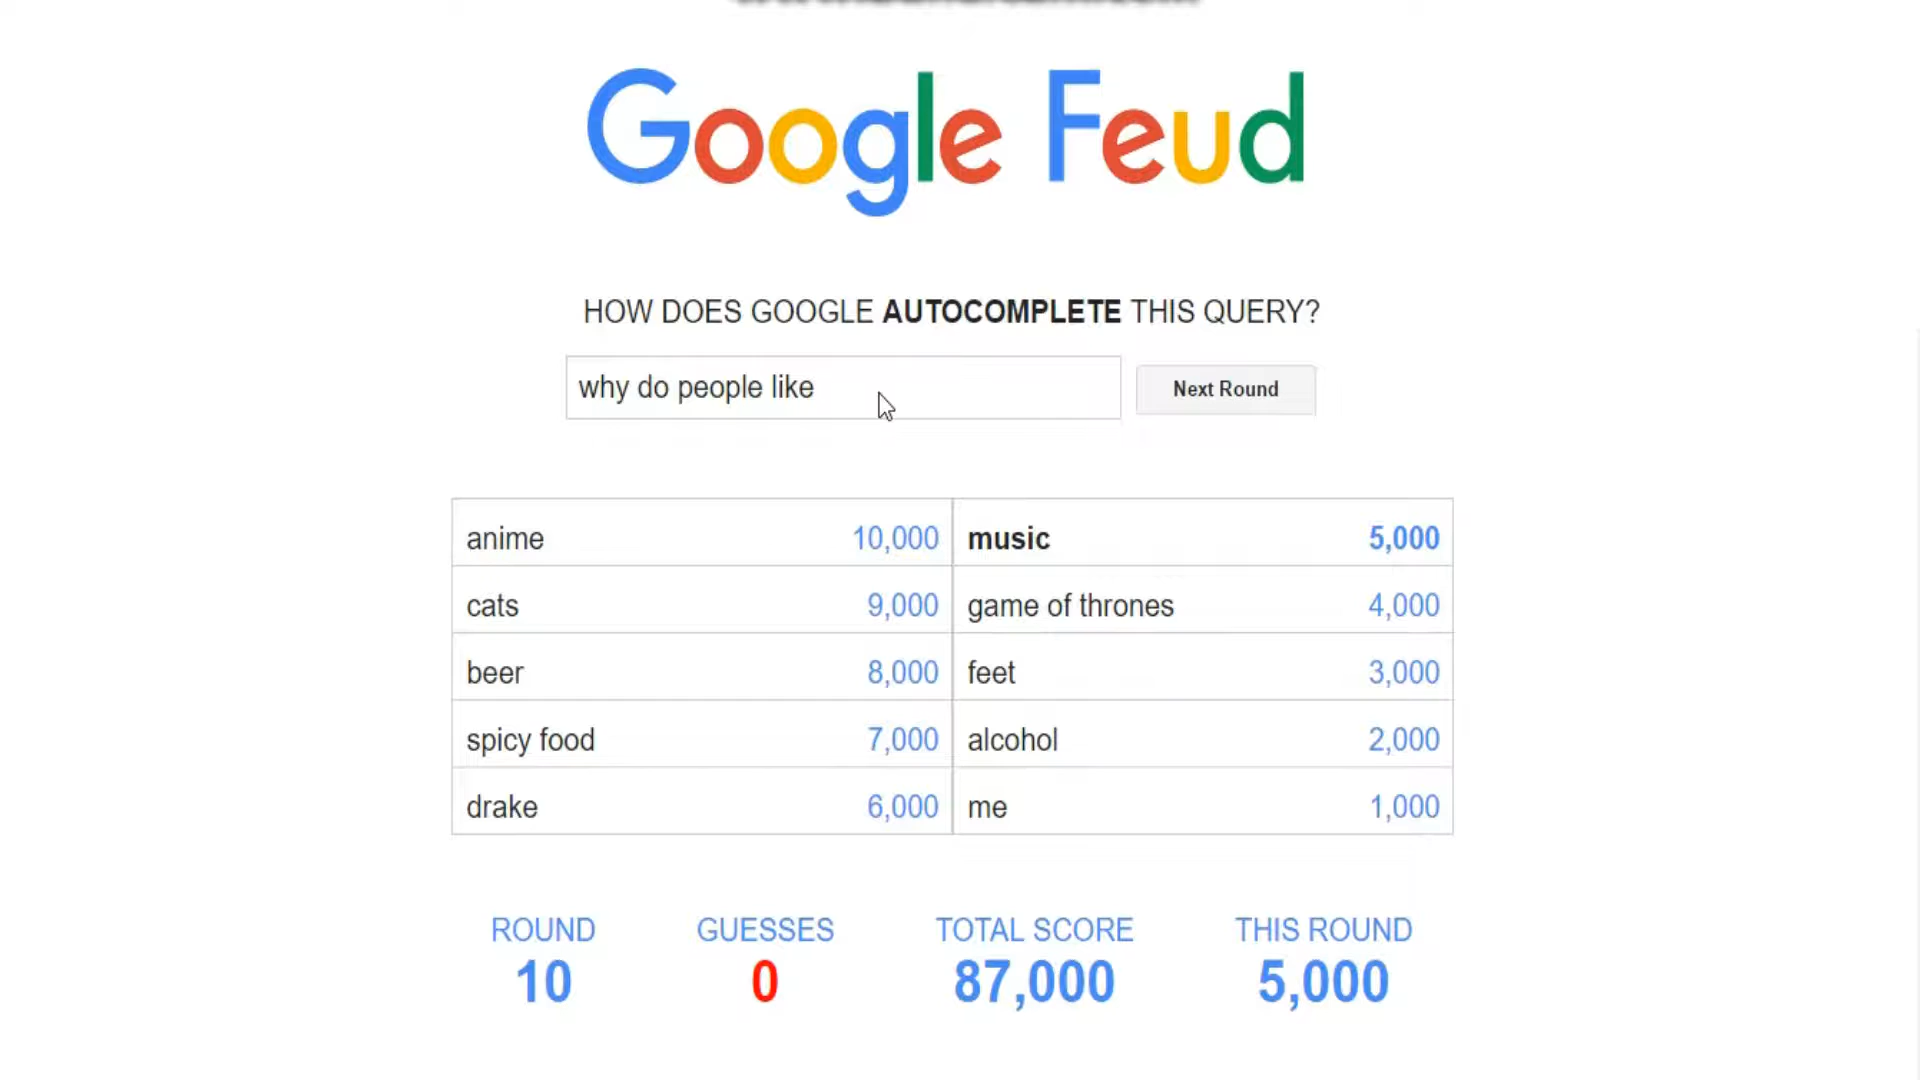 Google Feud
HOW DOES GOOGLE AUTOCOMPLETE THIS QUERY?
why do people like
Next Round
anime 10,000 music 5,000
cats 9,000 game of thrones 4,000
beer 8,000 feet 3,000
spicy food 7,000 alcohol 2,000
drake 6,000 me 1,000
ROUND GUESSES TOTAL SCORE THIS ROUND
10 0 87,000 5,000